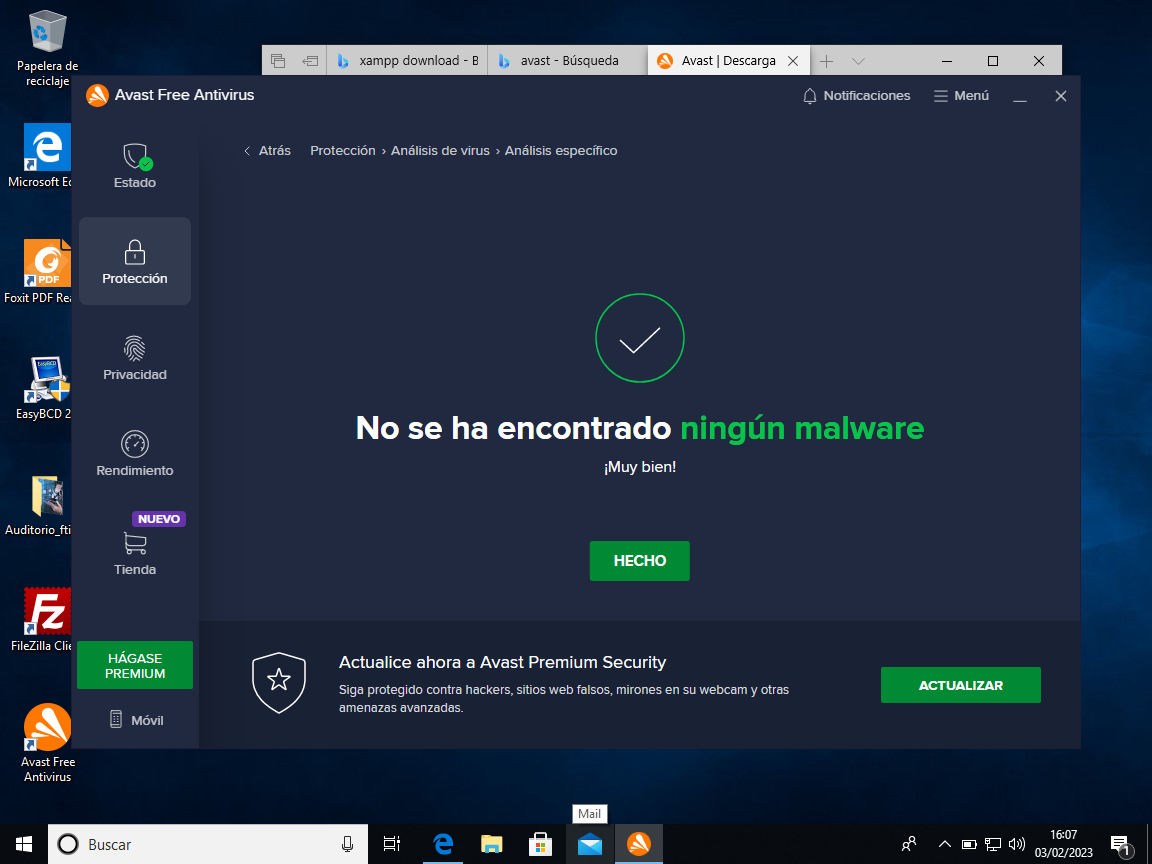 Papelera de
reciclaje
xampp download - B
avast - Búsqueda
Avast | Descarga
Avast Free Antivirus
Notificaciones
Menú
Atrás
Protección › Análisis de virus › Análisis específico
Estado
Microsoft Ed
Protección
PDF
Foxit PDF Rea
Privacidad
EasyBCD
EasyBCD 2
No se ha encontrado ningún malware
¡Muy bien!
Rendimiento
NUEVO
Auditorio_fti
Tienda
HECHO
Fz
FileZilla Clie
HÁGASE
PREMIUM
Actualice ahora a Avast Premium Security
Siga protegido contra hackers, sitios web falsos, mirones en su webcam y otras
amenazas avanzadas.
ACTUALIZAR
Móvil
Avast Free
Antivirus
Mail
Buscar
16:07
03/02/2023
1